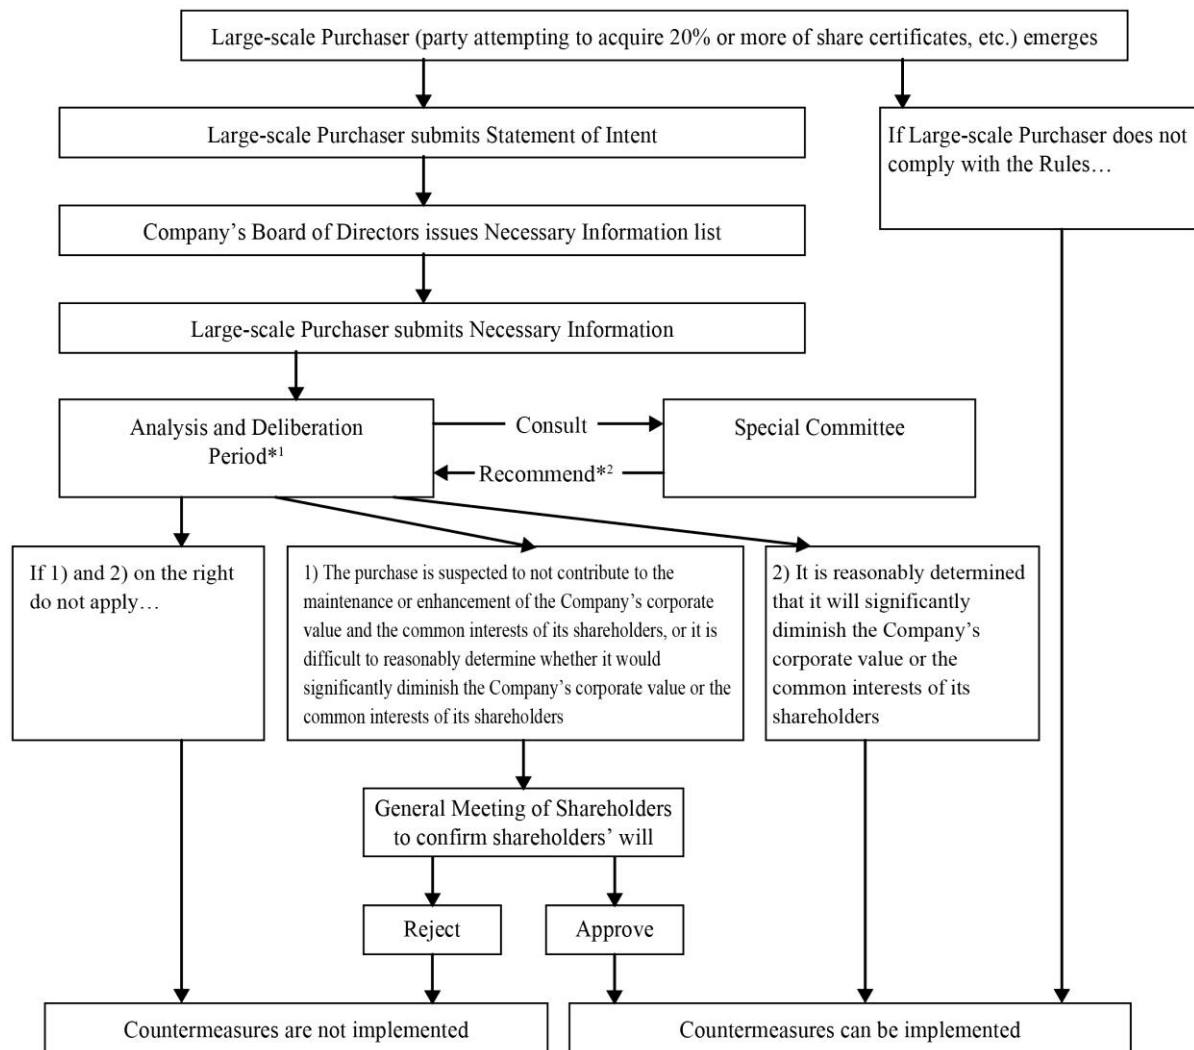 Large-scale Purchaser (party attempting to acquire 20% or more of share certificates, etc.) emerges
Large-scale Purchaser submits Statement of Intent
If Large-scale Purchaser does not
comply with the Rules…
Company’s Board of Directors issues Necessary Information list
Large-scale Purchaser submits Necessary Information
Analysis and Deliberation
Period*1
Consult
Recommend*2
Special Committee
If 1) and 2) on the right
do not apply…
1) The purchase is suspected to not contribute to the
maintenance or enhancement of the Company’s corporate
value and the common interests of its shareholders, or it is
difficult to reasonably determine whether it would
significantly diminish the Company’s corporate value or the
common interests of its shareholders
2) It is reasonably determined
that it will significantly
diminish the Company’s
corporate value or the
common interests of its
shareholders
General Meeting of Shareholders
to confirm shareholders’ will
Reject
Approve
Countermeasures are not implemented
Countermeasures can be implemented